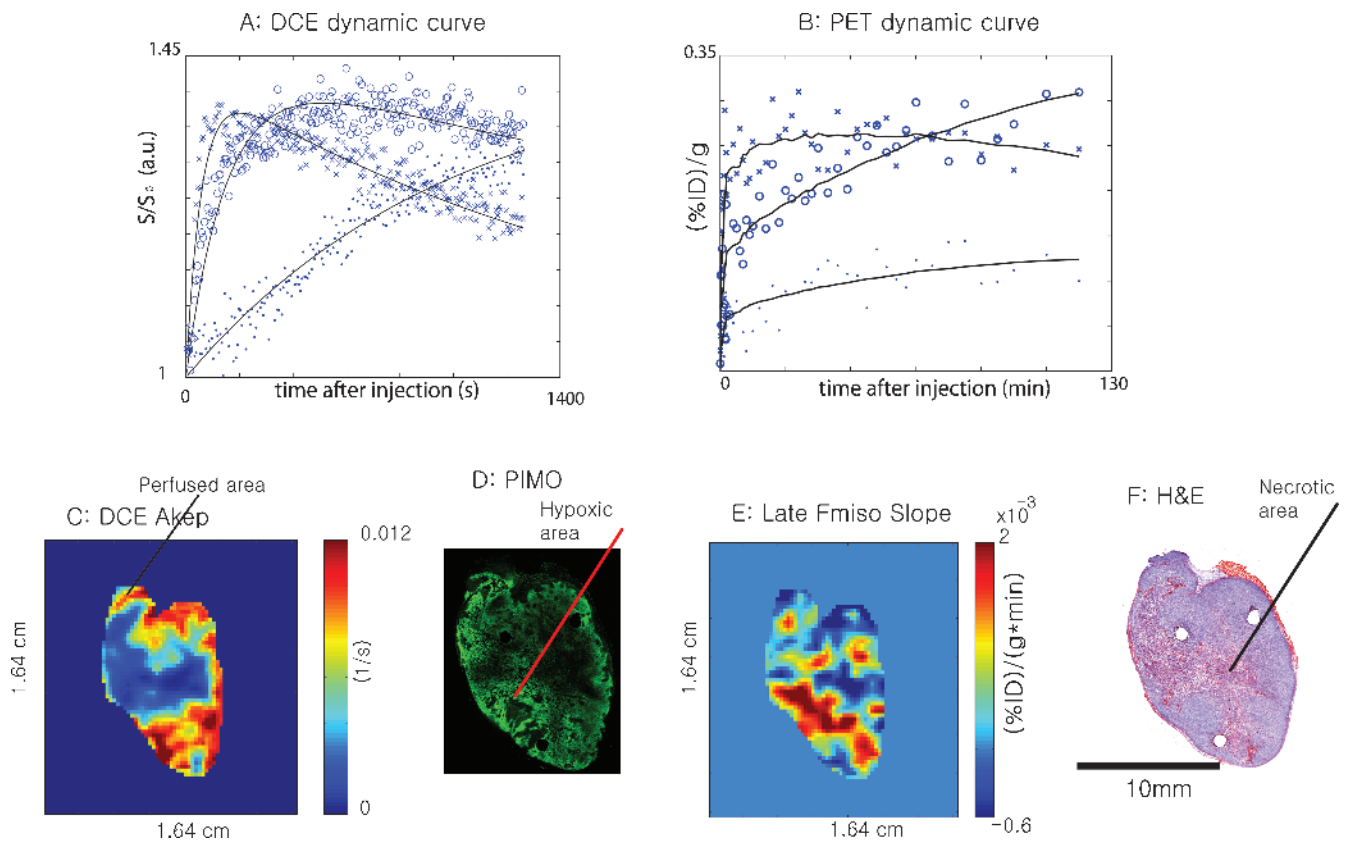 A: DCE dynamic curve
1.45
S/S₀ (a.u.)
1
0
time after injection (s)
1400
B: PET dynamic curve
0.35
(%ID)/g
0
time after injection (min)
130
Perfused area
C: DCE Akep
0.012
(1/s)
0
1.64 cm
1.64 cm
D: PIMO
Hypoxic
area
E: Late Fmiso Slope
x10⁻³
2
(%ID)/(g*min)
-0.6
1.64 cm
1.64 cm
F: H&E
Necrotic
area
10mm